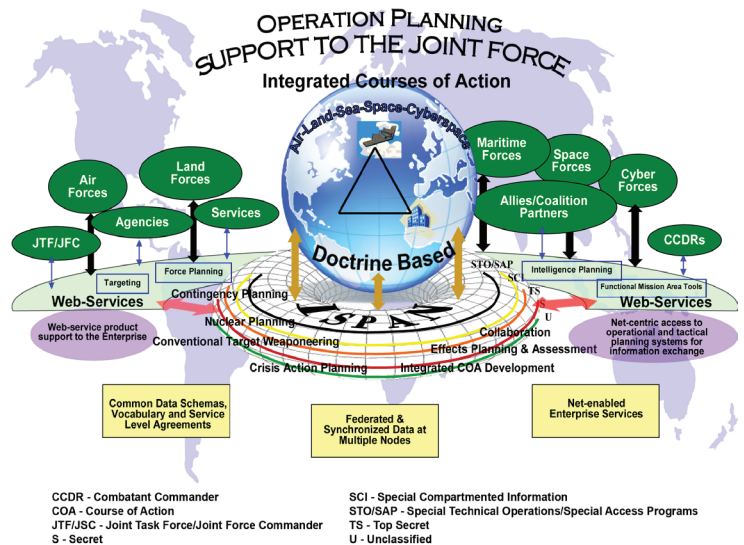 OPERATION PLANNING
SUPPORT TO THE JOINT FORCE
Integrated Courses of Action
Air-Land-Sea-Space-Cyberspace
Air
Forces
Land
Forces
Agencies
Services
JTF/JFC
Targeting
Force Planning
Web-Services
Web-service product
support to the Enterprise
Maritime
Forces
Space
Forces
Cyber
Forces
Allies/Coalition
Partners
CCDRs
Intelligence Planning
Functional Mission Area Tools
Web-Services
Net-centric access to
operational and tactical
planning systems for
information exchange
Doctrine Based
ISPAN
STO/SAP
SCI
TS
S
U
Contingency Planning
Nuclear Planning
Conventional Target Weaponeering
Crisis Action Planning
Collaboration
Effects Planning & Assessment
Integrated COA Development
Common Data Schemas,
Vocabulary and Service
Level Agreements
Federated &
Synchronized Data at
Multiple Nodes
Net-enabled
Enterprise Services
CCDR - Combatant Commander
COA - Course of Action
JTF/JSC - Joint Task Force/Joint Force Commander
S - Secret
SCI - Special Compartmented Information
STO/SAP - Special Technical Operations/Special Access Programs
TS - Top Secret
U - Unclassified